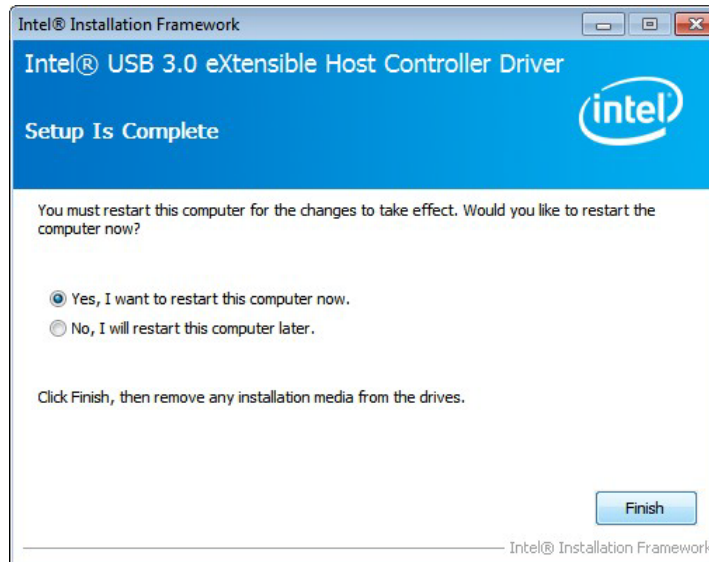 Intel® Installation Framework
Intel® USB 3.0 eXtensible Host Controller Driver
intel
Setup Is Complete
You must restart this computer for the changes to take effect. Would you like to restart the
computer now?
Yes, I want to restart this computer now.
No, I will restart this computer later.
Click Finish, then remove any installation media from the drives.
Finish
Intel® Installation Framework